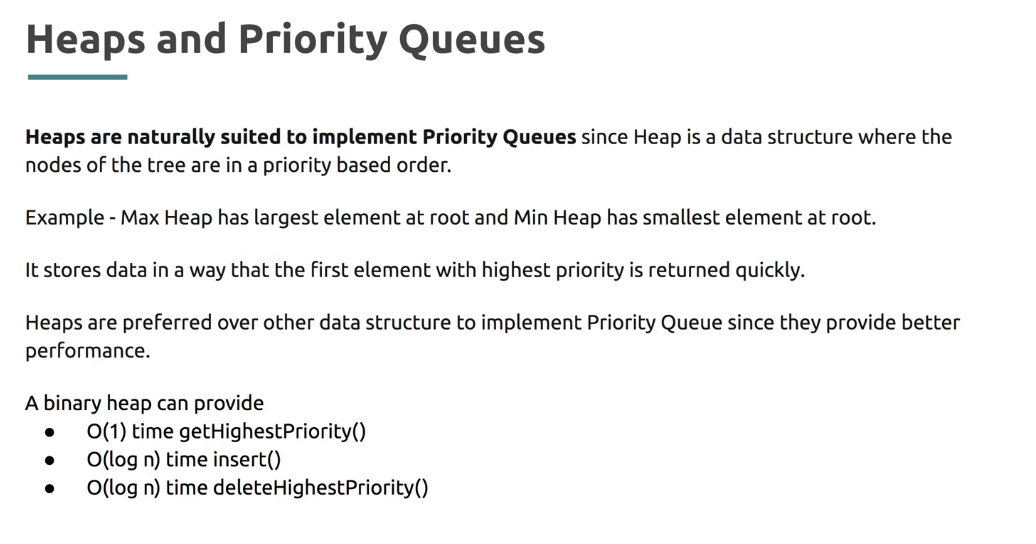 Heaps and Priority Queues
Heaps are naturally suited to implement Priority Queues since Heap is a data structure where the
nodes of the tree are in a priority based order.
Example - Max Heap has largest element at root and Min Heap has smallest element at root.
It stores data in a way that the first element with highest priority is returned quickly.
Heaps are preferred over other data structure to implement Priority Queue since they provide better
performance.
A binary heap can provide
● O(1) time getHighestPriority()
● O(log n) time insert()
● O(log n) time deleteHighestPriority()